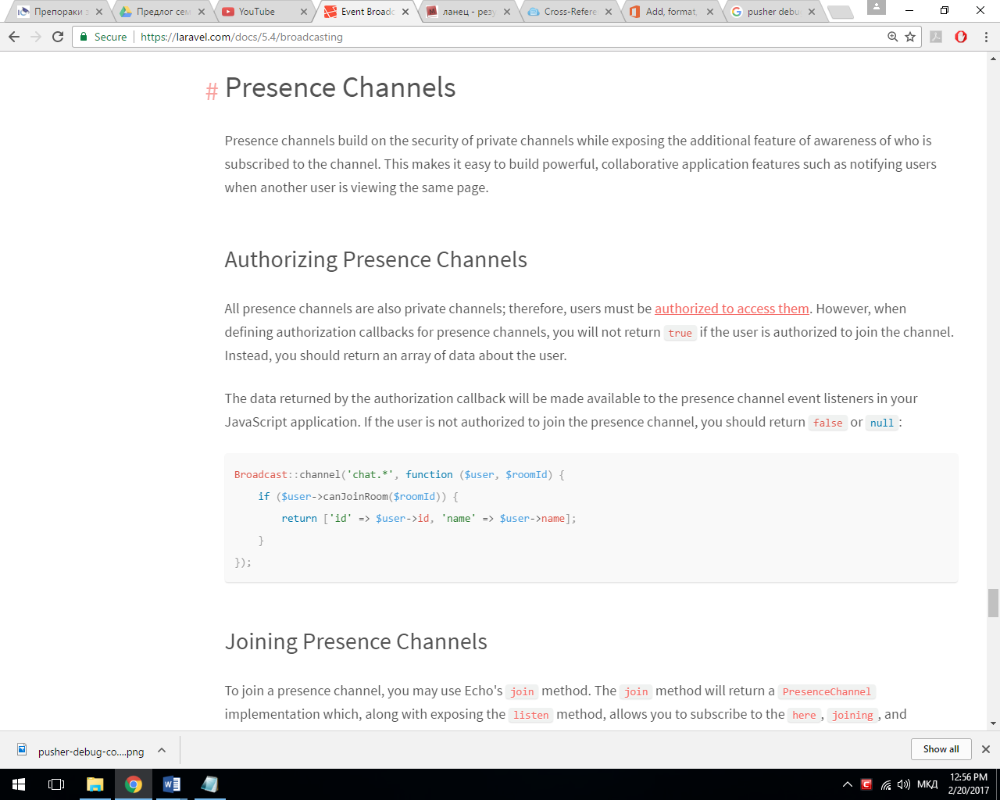 Препораки з
Предлог сем
YouTube
Event Broadc
ланец - резу
Cross-Refere
Add, format,
pusher debu
Secure
https://laravel.com/docs/5.4/broadcasting
# Presence Channels
Presence channels build on the security of private channels while exposing the additional feature of awareness of who is
subscribed to the channel. This makes it easy to build powerful, collaborative application features such as notifying users
when another user is viewing the same page.
Authorizing Presence Channels
All presence channels are also private channels; therefore, users must be authorized to access them. However, when
defining authorization callbacks for presence channels, you will not return true if the user is authorized to join the channel.
Instead, you should return an array of data about the user.
The data returned by the authorization callback will be made available to the presence channel event listeners in your
JavaScript application. If the user is not authorized to join the presence channel, you should return false or null:
Broadcast::channel('chat.*', function ($user, $roomId) {
    if ($user->canJoinRoom($roomId)) {
        return ['id' => $user->id, 'name' => $user->name];
    }
});
Joining Presence Channels
To join a presence channel, you may use Echo's join method. The join method will return a PresenceChannel
implementation which, along with exposing the listen method, allows you to subscribe to the here, joining, and
pusher-debug-co....png
Show all
МКД
12:56 PM
2/20/2017